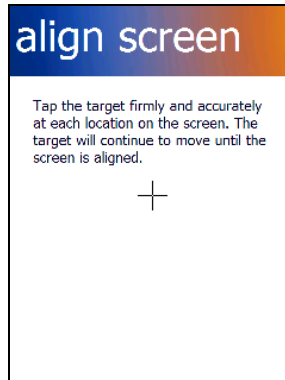 align screen
Tap the target firmly and accurately
at each location on the screen. The
target will continue to move until the
screen is aligned.